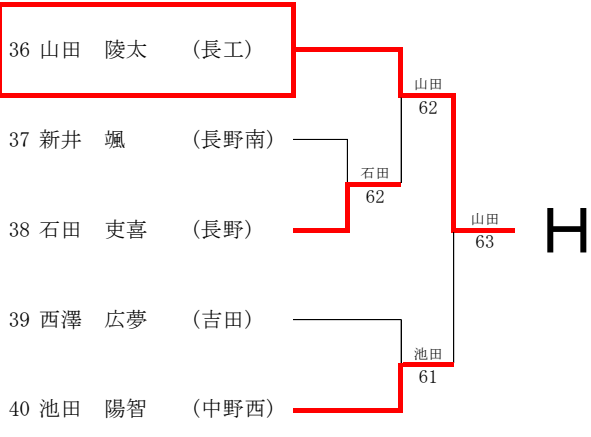 36 山田 陵太 (長工)
山田
62
37 新井 颯 (長野南)
石田
62
38 石田 吏喜 (長野)
山田
63
H
39 西澤 広夢 (吉田)
池田
61
40 池田 陽智 (中野西)